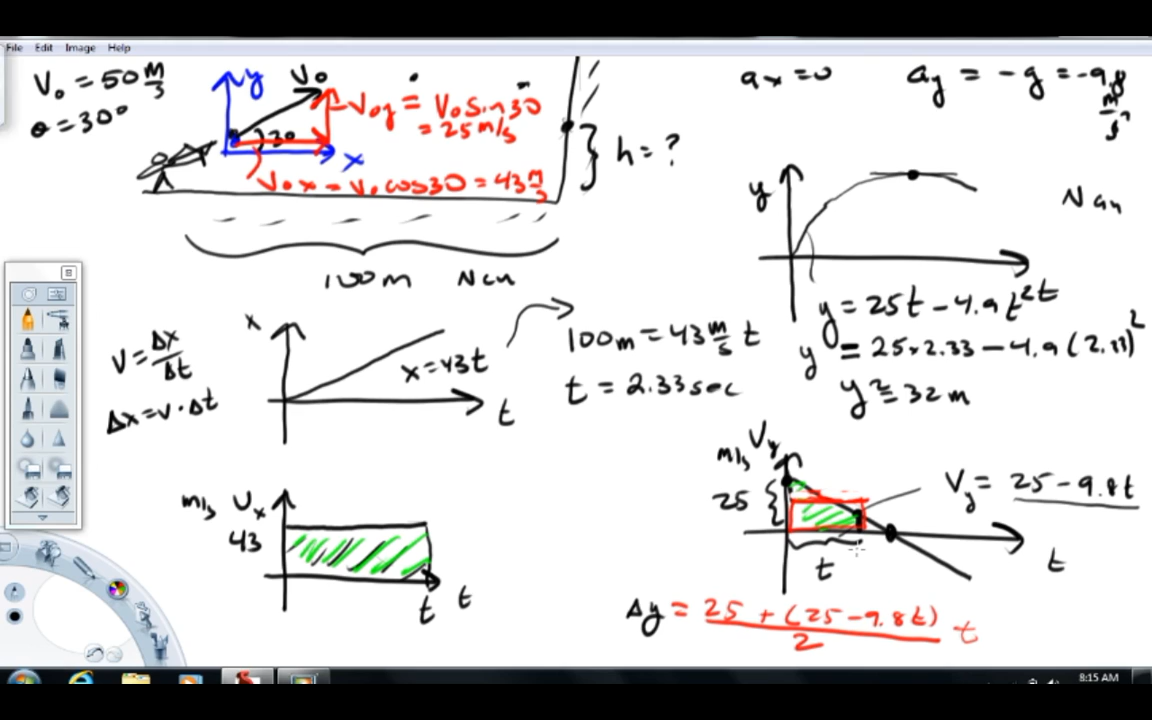 File Edit Image Help
V₀ = 50 m/s
θ = 30°
y
V₀
30
x
V₀y = V₀ sin 30
= 25 m/s
V₀x = V₀ cos 30 = 43 m/s
h = ?
100m
ax = 0
ay = -g = -9.8 m/s²
y
t
V = Δx/Δt
Δx = v · Δt
x
x = 43t
t
100m = 43 m/s t
t = 2.33 sec
y = 25t - 4.9t²
y = 25 · 2.33 - 4.9 (2.33)²
y ≅ 32 m
m/s Ux
43
t t
m/s Vy
25
Vy = 25 - 9.8t
t
t
Δy = 25 + (25 - 9.8t) / 2 t
8:15 AM